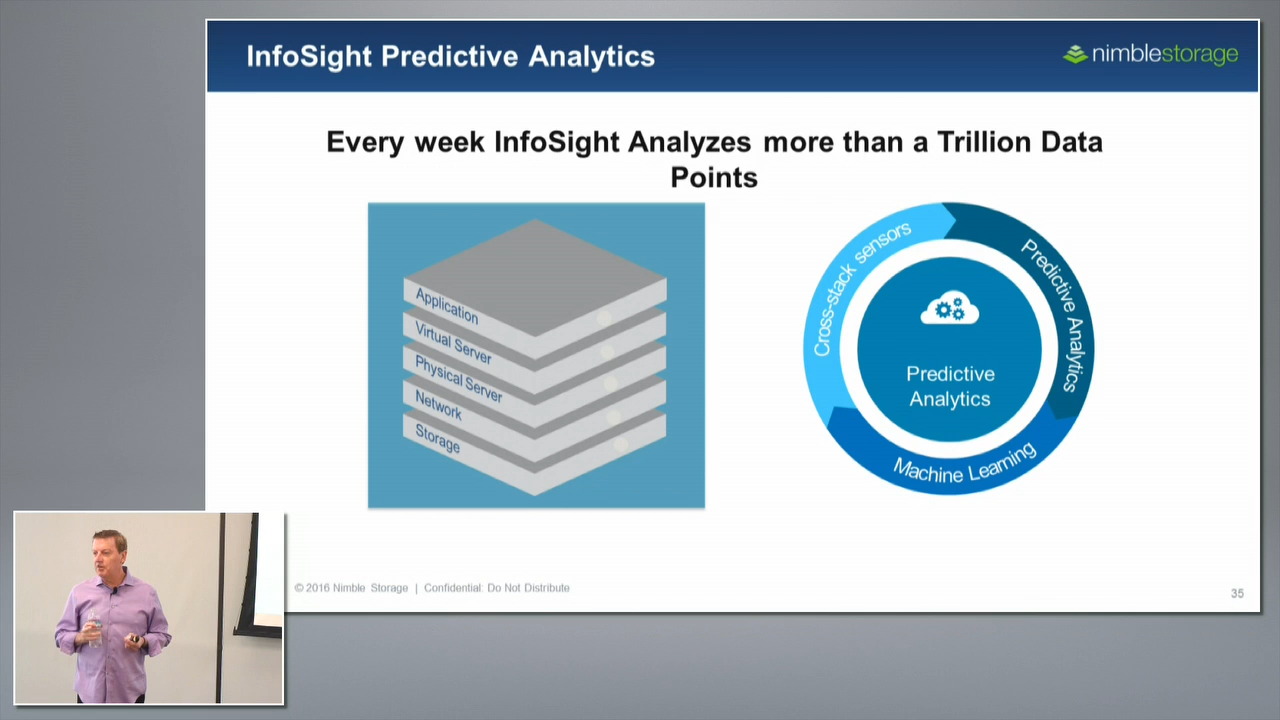 InfoSight Predictive Analytics
nimblestorage
Every week InfoSight Analyzes more than a Trillion Data
Points
Application
Virtual Server
Physical Server
Network
Storage
Cross-stack sensors
Predictive Analytics
Machine Learning
Predictive
Analytics
© 2016 Nimble Storage | Confidential: Do Not Distribute
35